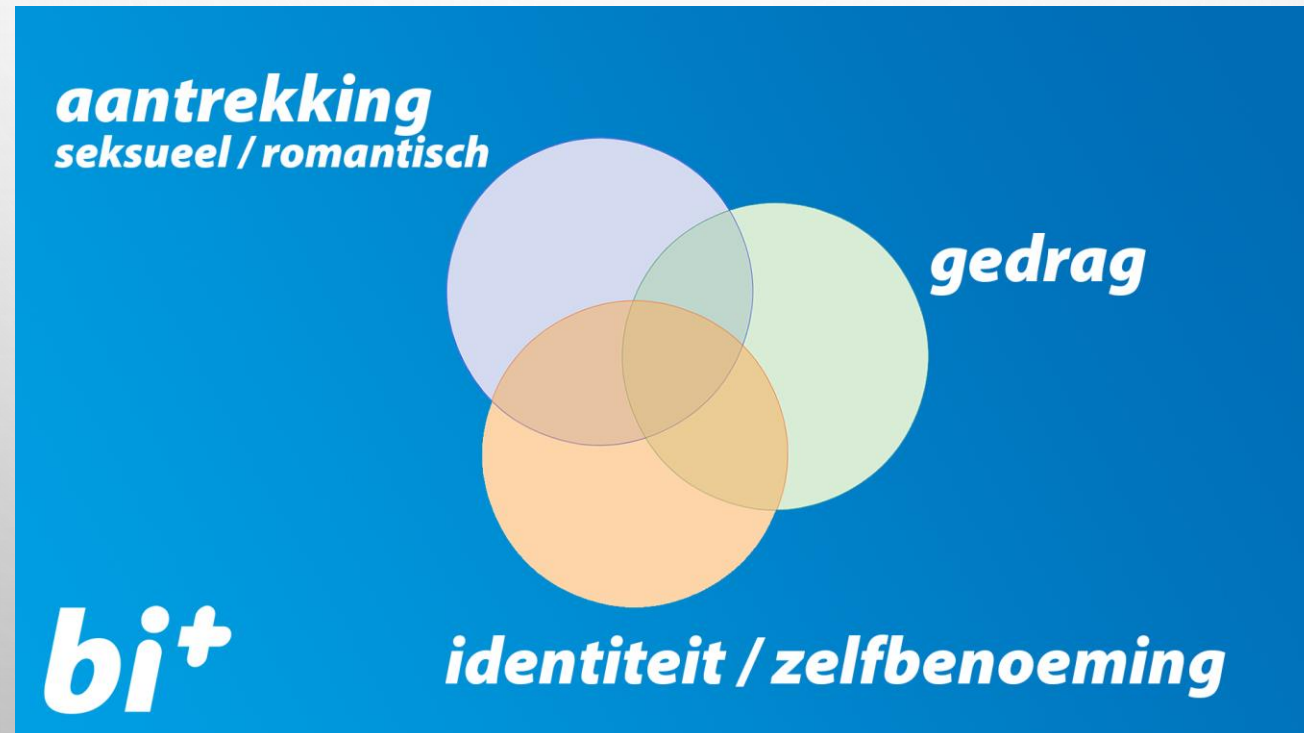 aantrekking
seksueel / romantisch
gedrag
identiteit / zelfbenoeming
bi+